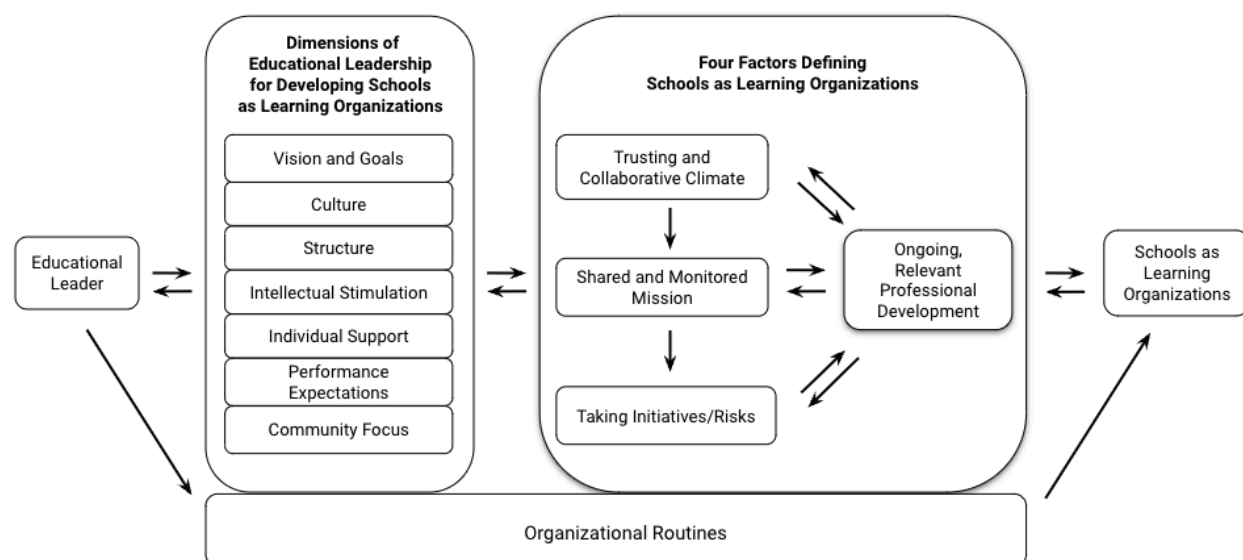 Dimensions of
Educational Leadership
for Developing Schools
as Learning Organizations
Vision and Goals
Culture
Structure
Intellectual Stimulation
Individual Support
Performance
Expectations
Community Focus
Educational
Leader
Four Factors Defining
Schools as Learning Organizations
Trusting and
Collaborative Climate
Shared and Monitored
Mission
Taking Initiatives/Risks
Ongoing,
Relevant
Professional
Development
Schools as
Learning
Organizations
Organizational Routines